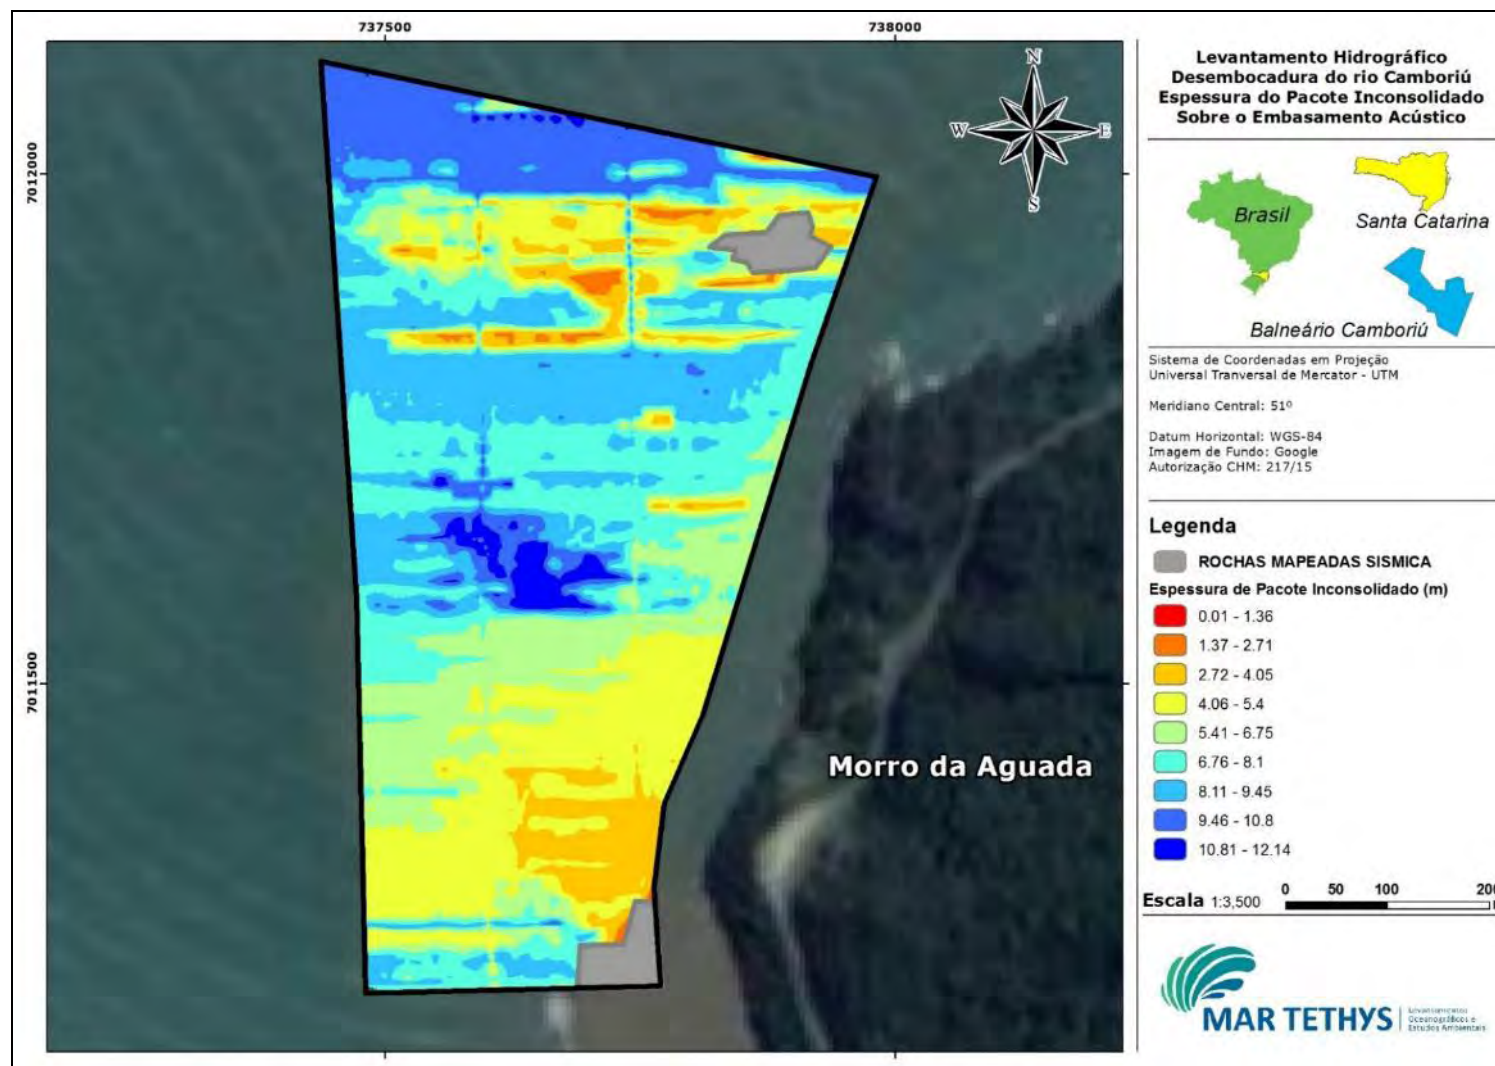 737500
738000
7012000
7011500
N
W
E
S
Morro da Aguada
Levantamento Hidrográfico
Desembocadura do rio Camboriú
Espessura do Pacote Inconsolidado
Sobre o Embasamento Acústico
Brasil
Santa Catarina
Balneário Camboriú
Sistema de Coordenadas em Projeção
Universal Tranversal de Mercator - UTM
Meridiano Central: 51º
Datum Horizontal: WGS-84
Imagem de Fundo: Google
Autorização CHM: 217/15
Legenda
ROCHAS MAPEADAS SISMICA
Espessura de Pacote Inconsolidado (m)
0.01 - 1.36
1.37 - 2.71
2.72 - 4.05
4.06 - 5.4
5.41 - 6.75
6.76 - 8.1
8.11 - 9.45
9.46 - 10.8
10.81 - 12.14
Escala 1:3,500
0 50 100
MAR TETHYS
Levantamentos
Oceanográficos e
Estudos Ambientais